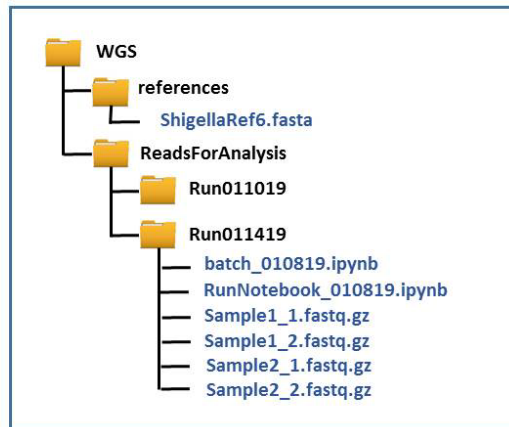 WGS
references
ShigellaRef6.fasta
ReadsForAnalysis
Run011019
Run011419
batch_010819.ipynb
RunNotebook_010819.ipynb
Sample1_1.fastq.gz
Sample1_2.fastq.gz
Sample2_1.fastq.gz
Sample2_2.fastq.gz